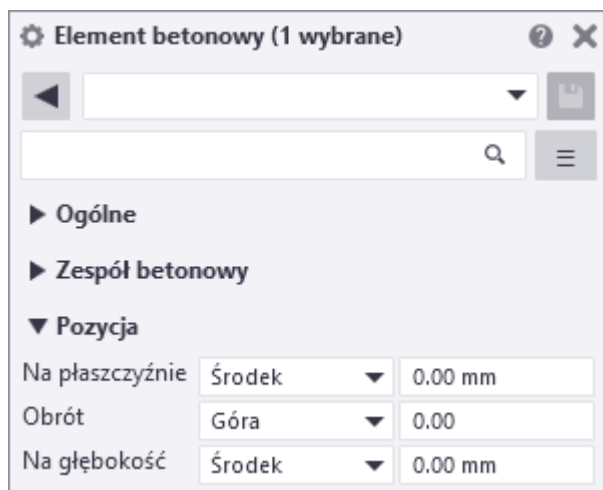 Element betonowy (1 wybrane)
Ogólne
Zespół betonowy
Pozycja
Na płaszczyźnie Środek 0.00 mm
Obrót Góra 0.00
Na głębokość Środek 0.00 mm